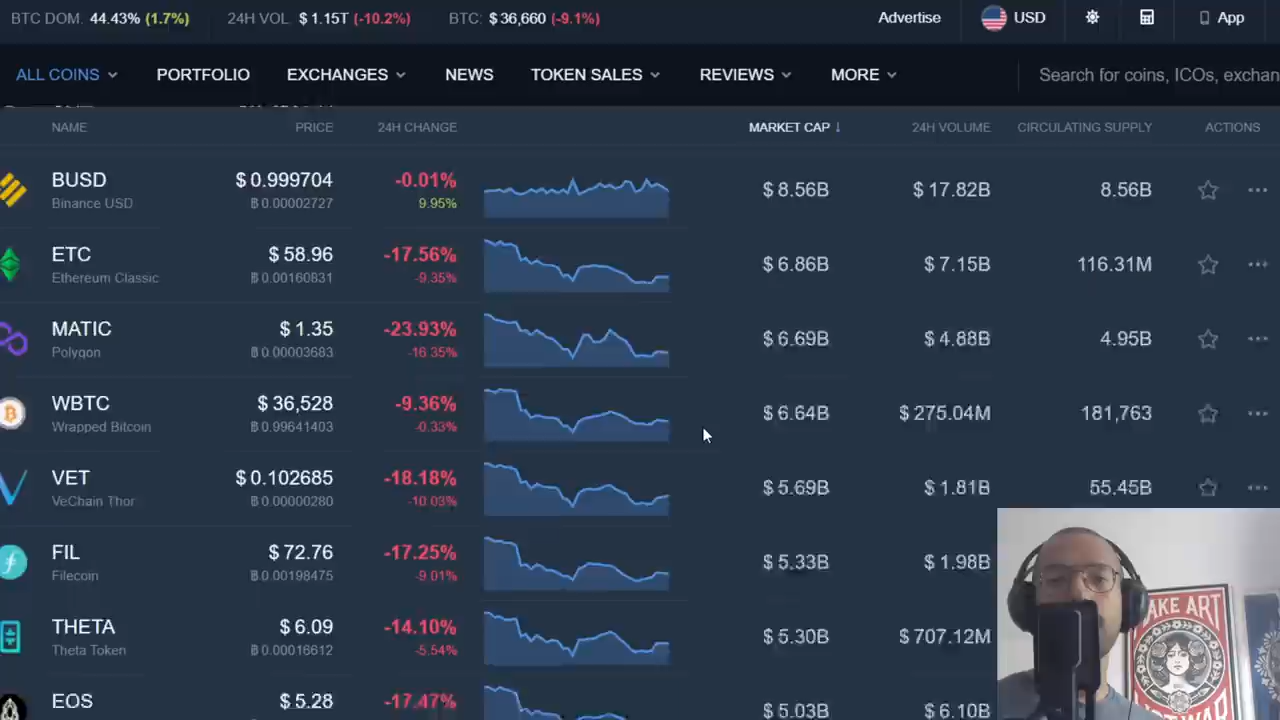 BTC DOM: 44.43% (1.7%) 24H VOL $ 1.15T (-10.2%) BTC: $ 36,660 (-9.1%) Advertise USD App
ALL COINS PORTFOLIO EXCHANGES NEWS TOKEN SALES REVIEWS MORE Search for coins, ICOs, exchan
NAME PRICE 24H CHANGE MARKET CAP ↓ 24H VOLUME CIRCULATING SUPPLY ACTIONS
BUSD $ 0.999704 -0.01% $ 8.56B $ 17.82B 8.56B
Binance USD ฿ 0.00002727 9.95%
ETC $ 58.96 -17.56% $ 6.86B $ 7.15B 116.31M
Ethereum Classic ฿ 0.00160831 -9.35%
MATIC $ 1.35 -23.93% $ 6.69B $ 4.88B 4.95B
Polygon ฿ 0.00003683 -16.35%
WBTC $ 36,528 -9.36% $ 6.64B $ 275.04M 181,763
Wrapped Bitcoin ฿ 0.99641403 -0.33%
VET $ 0.102685 -18.18% $ 5.69B $ 1.81B 55.45B
VeChain Thor ฿ 0.00000280 -10.03%
FIL $ 72.76 -17.25% $ 5.33B $ 1.98B
Filecoin ฿ 0.00198475 -9.01%
THETA $ 6.09 -14.10% $ 5.30B $ 707.12M
Theta Token ฿ 0.00016612 -5.54%
EOS $ 5.28 -17.47% $ 5.03B $ 6.10B
AKE ART